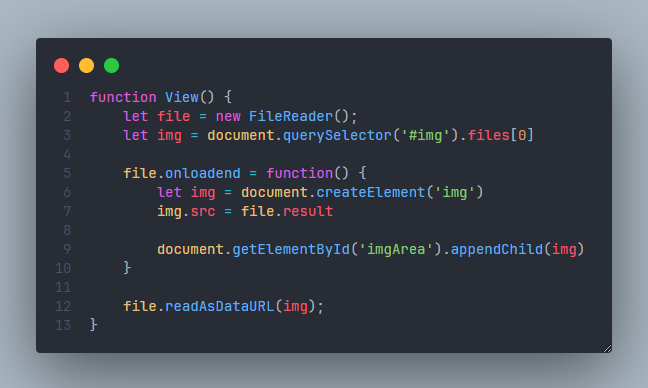 1 function View() {
2 let file = new FileReader();
3 let img = document.querySelector('#img').files[0]
4
5 file.onloadend = function() {
6 let img = document.createElement('img')
7 img.src = file.result
8
9 document.getElementById('imgArea').appendChild(img)
10 }
11
12 file.readAsDataURL(img);
13 }